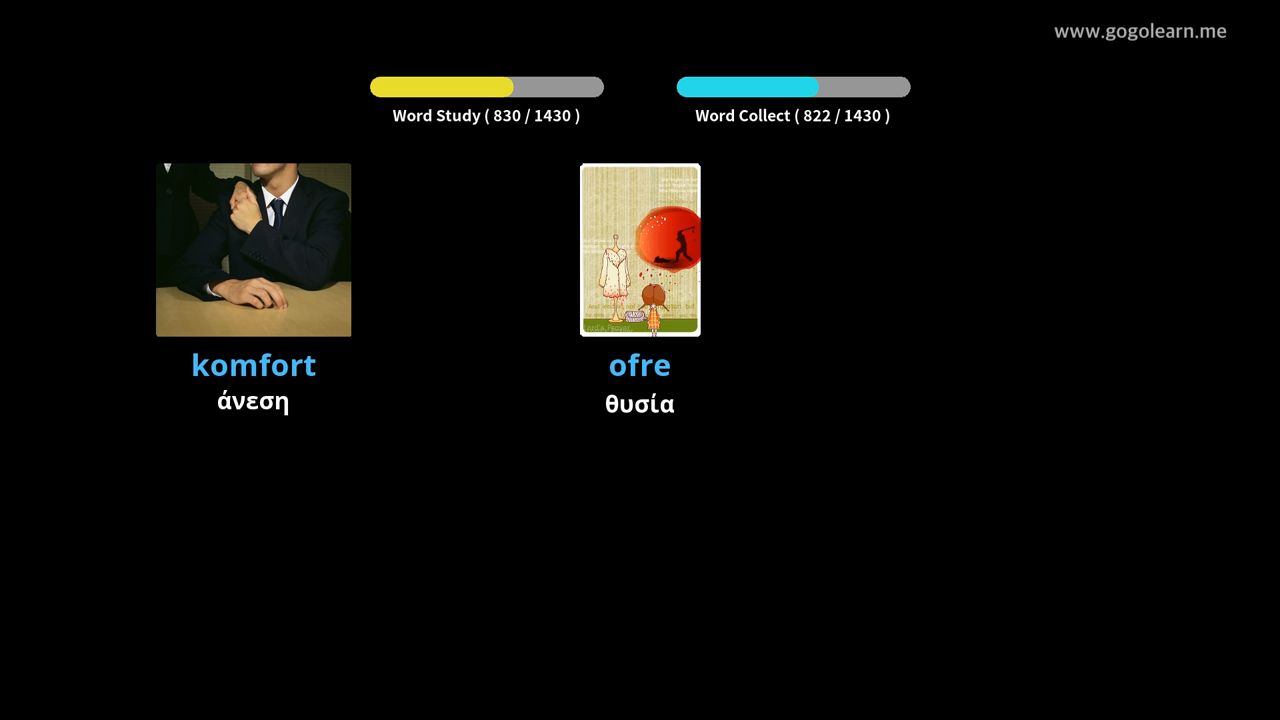 www.gogolearn.me
Word Study ( 830 / 1430 )
Word Collect ( 822 / 1430 )
komfort
άνεση
ofre
θυσία